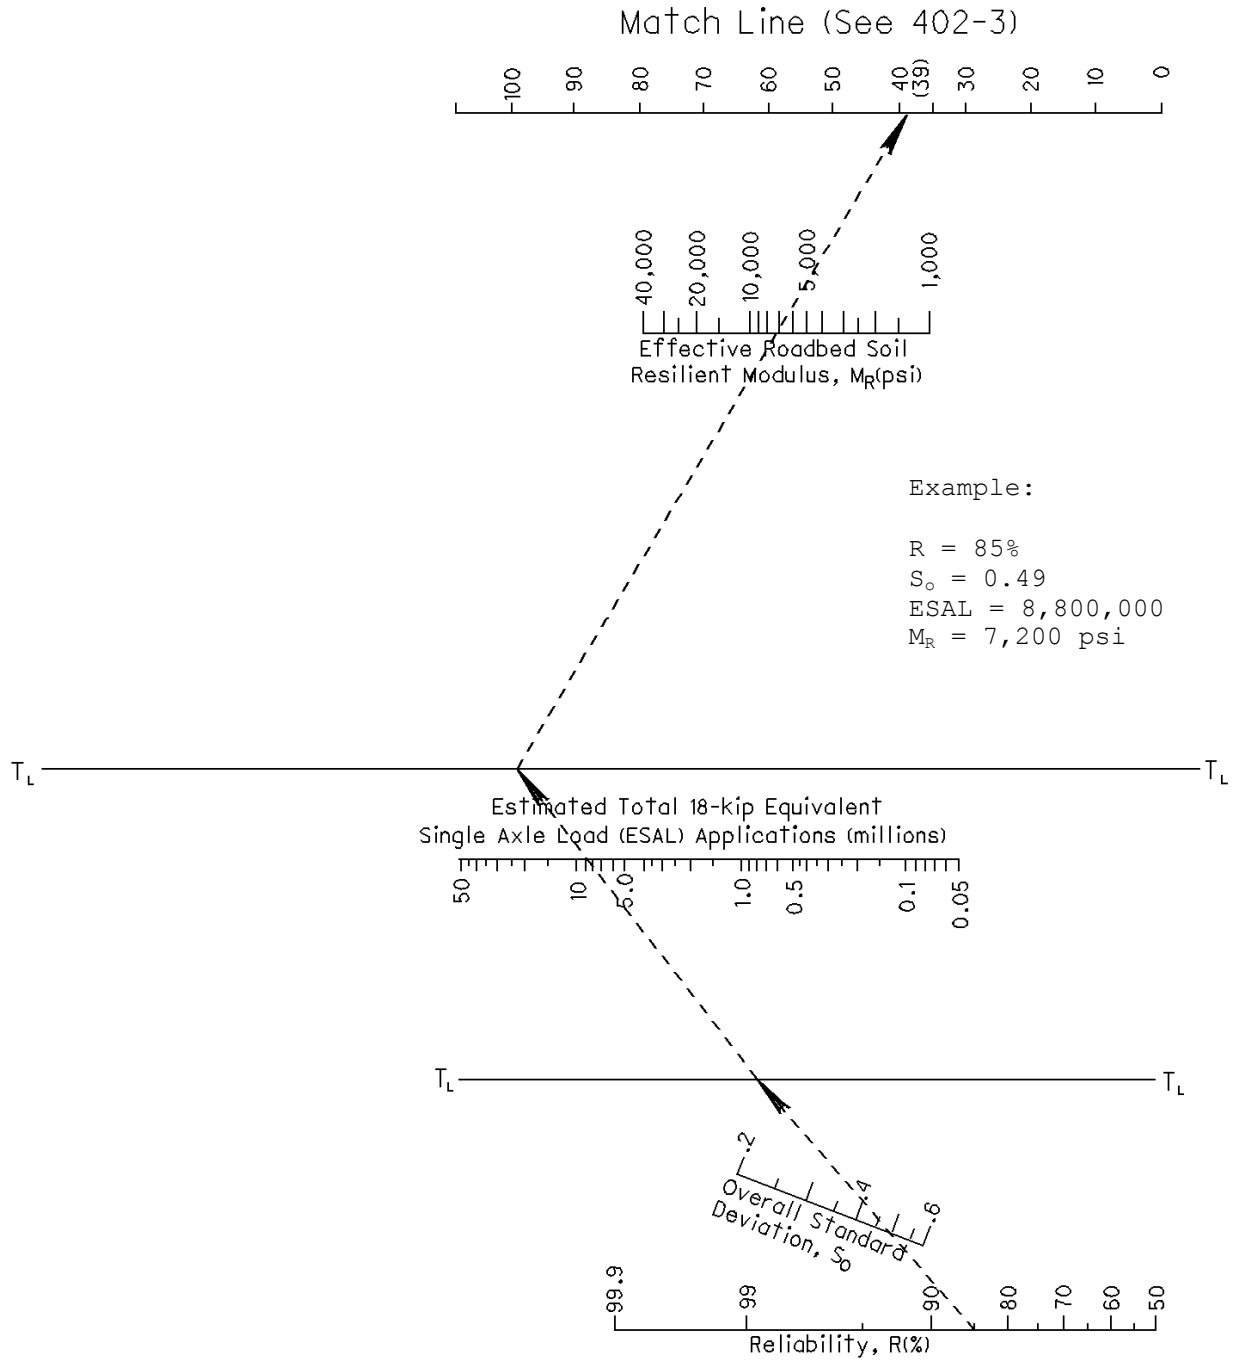 Match Line (See 402-3)
100 90 80 70 60 50 40 (39) 30 20 10 0
40,000 20,000 10,000 5,000 1,000
Effective Roadbed Soil
Resilient Modulus, MR(psi)
Example:
R = 85%
So = 0.49
ESAL = 8,800,000
MR = 7,200 psi
TL TL
Estimated Total 18-kip Equivalent
Single Axle Load (ESAL) Applications (millions)
50 10 5.0 1.0 0.5 0.1 0.05
TL TL
.2 .4 .6
Overall Standard
Deviation, So
99.9 99 90 80 70 60 50
Reliability, R(%)